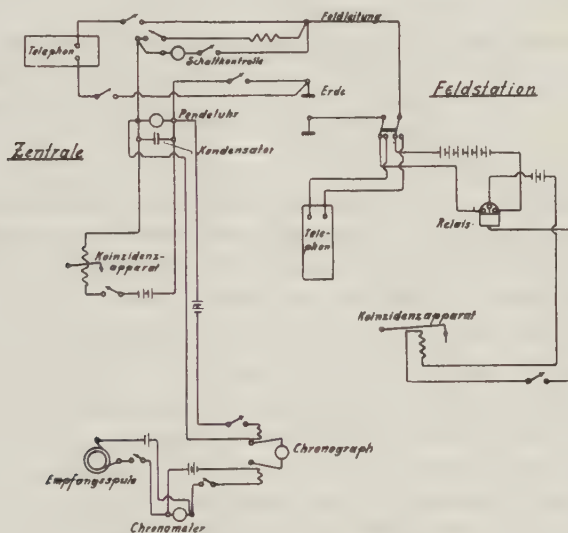 Feldleitung
Telephon
Schaltkontrolle
Erde
Feldstation
Pendeluhr
Zentrale
Kondensator
Koinzidenz-
apparat
Tele-
phon
Relais
Koinzidenzapparat
Chronograph
Empfangsspule
Chronometer